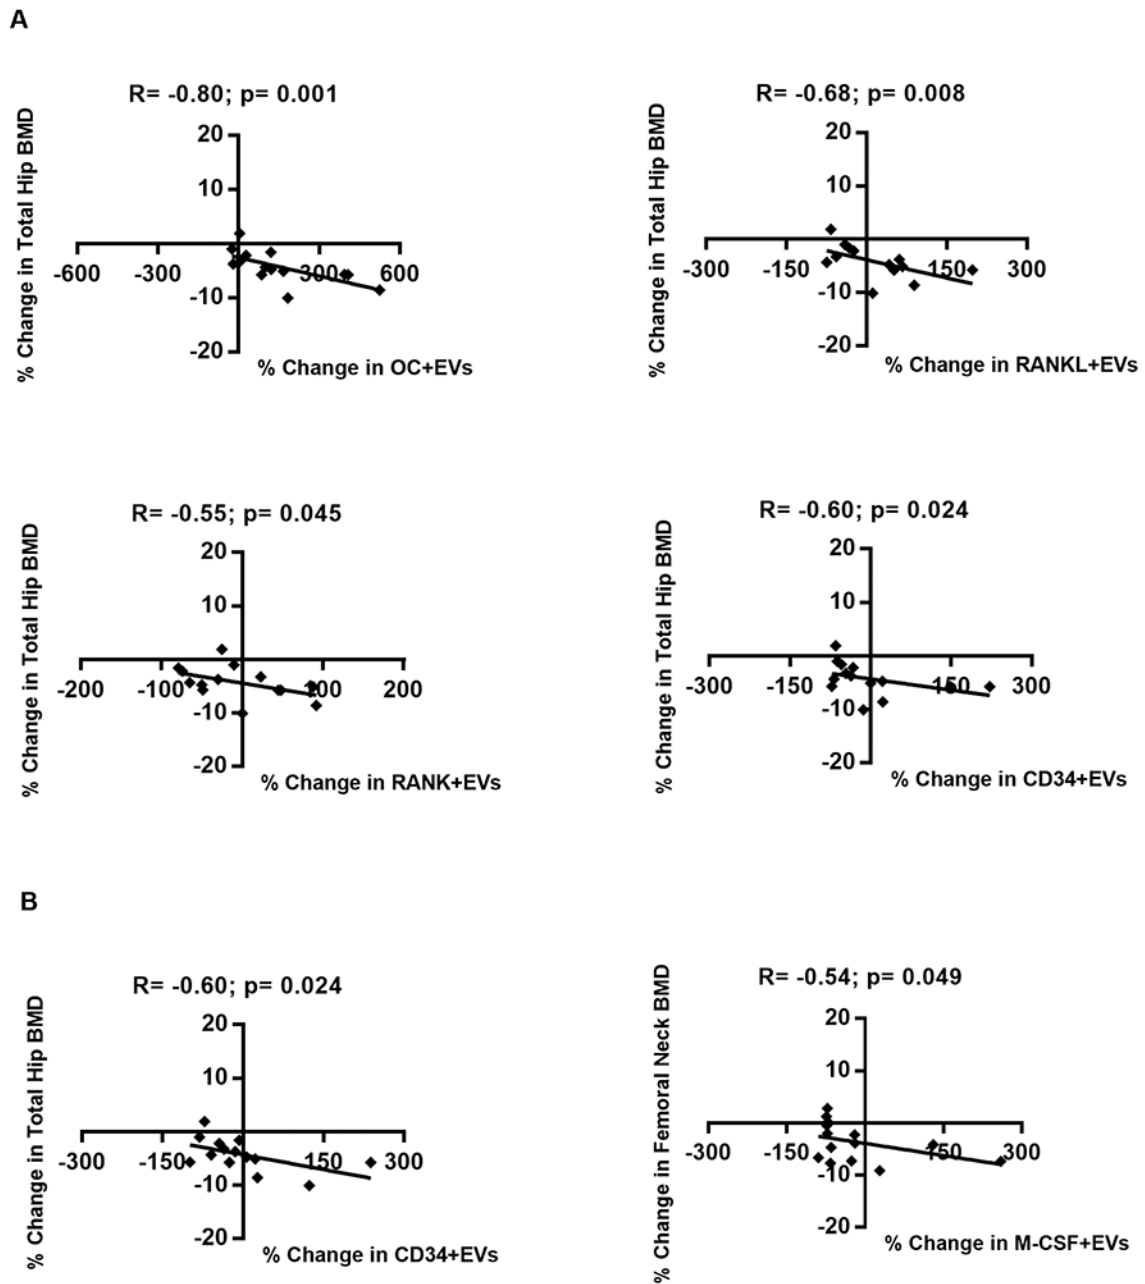 A
R= -0.80; p= 0.001
% Change in Total Hip BMD
20
10
-600 -300 300 600
-10
-20
% Change in OC+EVs
R= -0.68; p= 0.008
% Change in Total Hip BMD
20
10
-300 -150 150 300
-10
-20
% Change in RANKL+EVs
R= -0.55; p= 0.045
% Change in Total Hip BMD
20
10
-200 -100 100 200
-10
-20
% Change in RANK+EVs
R= -0.60; p= 0.024
% Change in Total Hip BMD
20
10
-300 -150 150 300
-10
-20
% Change in CD34+EVs
B
R= -0.60; p= 0.024
% Change in Total Hip BMD
20
10
-300 -150 150 300
-10
-20
% Change in CD34+EVs
R= -0.54; p= 0.049
% Change in Femoral Neck BMD
20
10
-300 -150 150 300
-10
-20
% Change in M-CSF+EVs